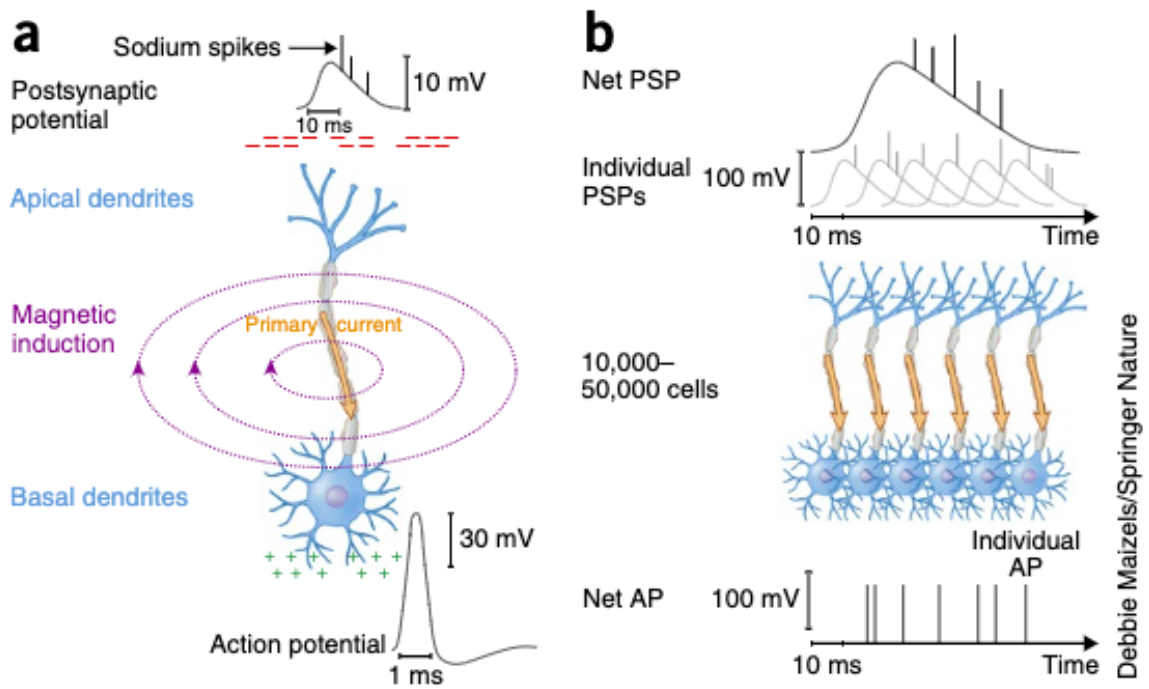 a
Sodium spikes
10 mV
Postsynaptic
potential
10 ms
Apical dendrites
Magnetic
induction
Primary current
Basal dendrites
30 mV
Action potential
1 ms
b
Net PSP
Individual
PSPs
100 mV
10 ms
Time
10,000–
50,000 cells
Individual
AP
Net AP
100 mV
10 ms
Time
Debbie Maizels/Springer Nature